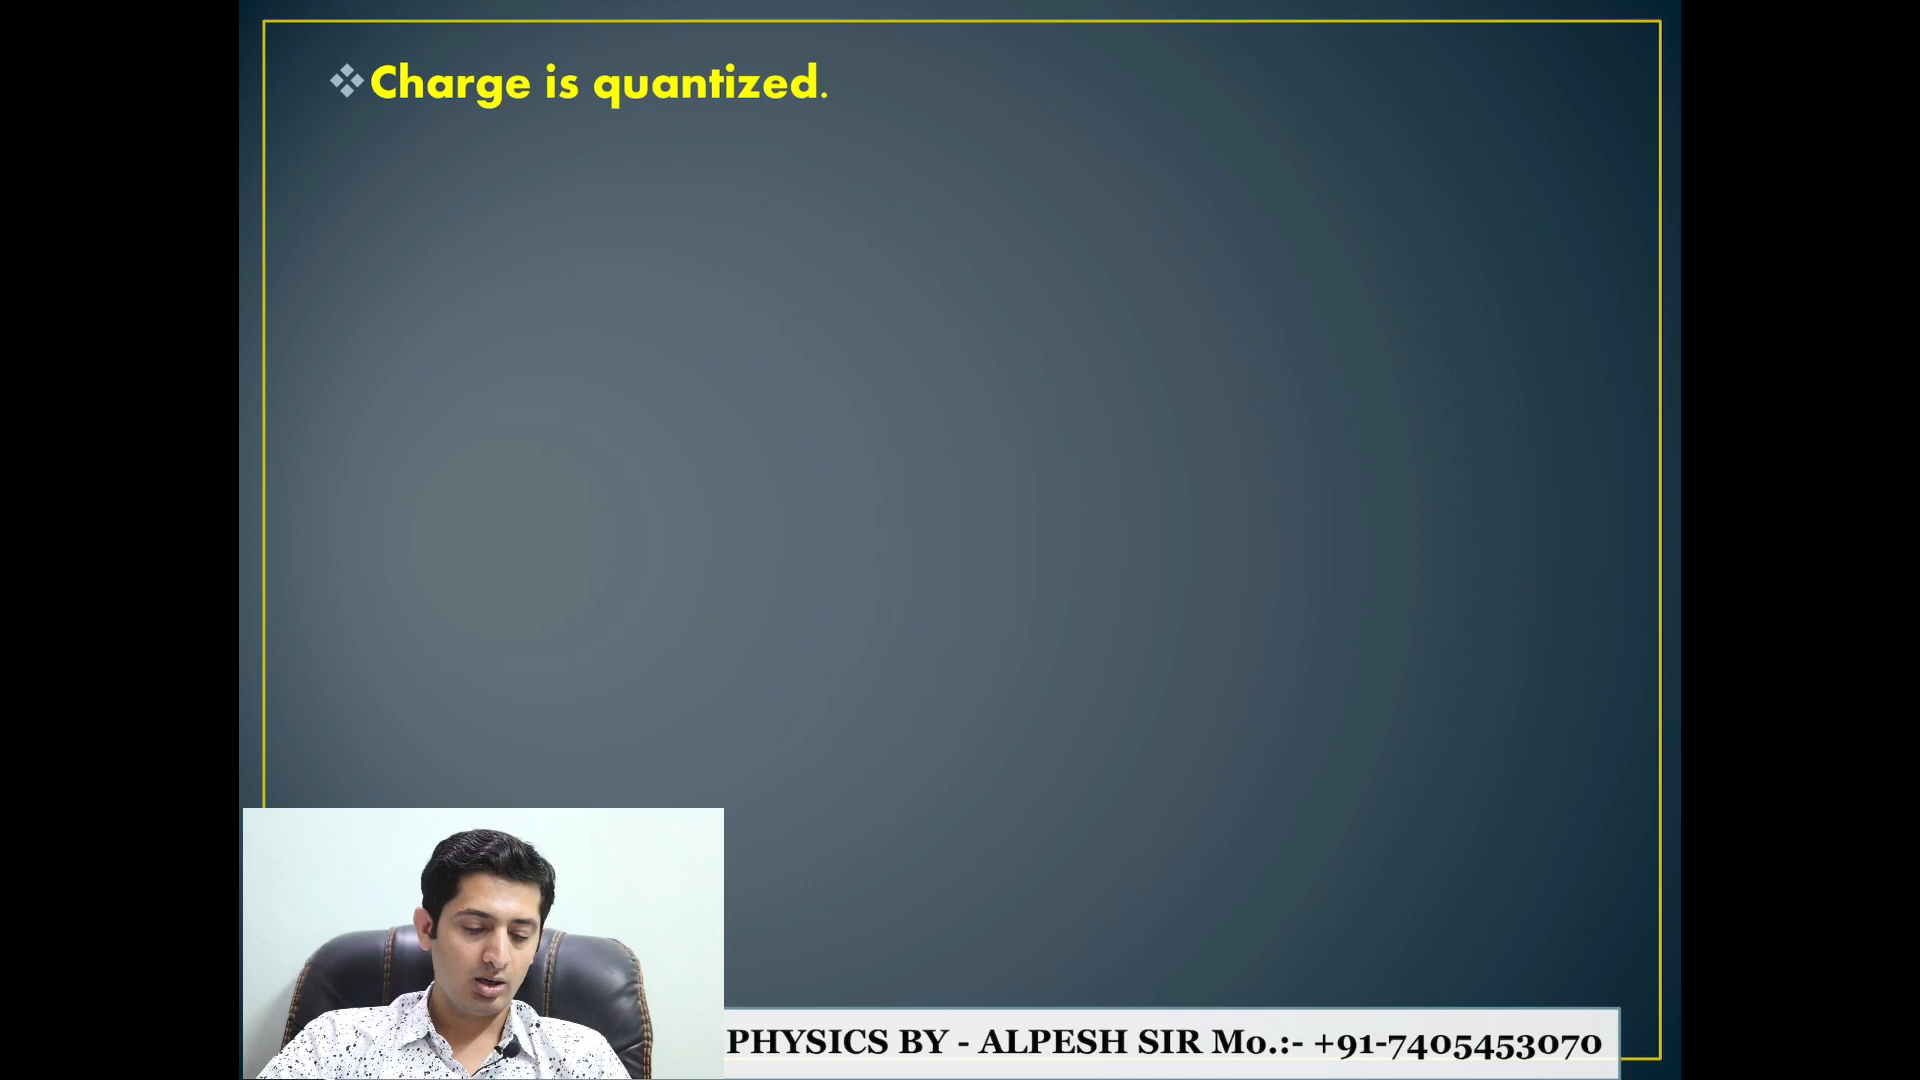 Charge is quantized.
PHYSICS BY - ALPESH SIR Mo.:- +91-7405453070